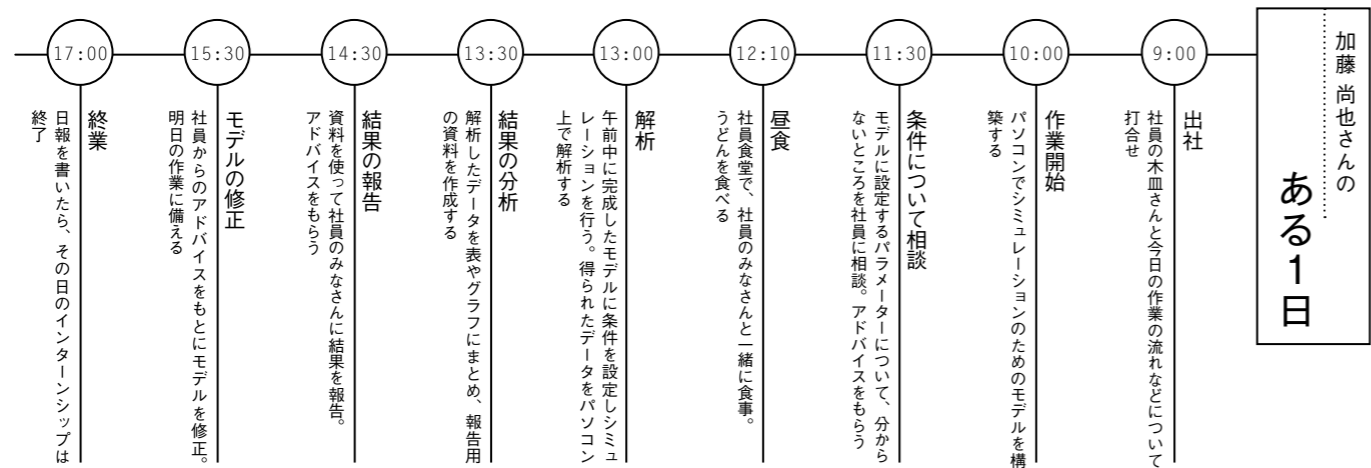 加藤 尚也さんの
ある1日
9:00
出社
社員の木皿さんと今日の作業の流れなどについて
打合せ
10:00
作業開始
パソコンでシミュレーションのためのモデルを構
築する
11:30
条件について相談
モデルに設定するパラメーターについて、分から
ないところを社員に相談。アドバイスをもらう
12:10
昼食
社員食堂で、社員のみなさんと一緒に食事。
うどんを食べる
13:00
解析
午前中に完成したモデルに条件を設定しシミュ
レーションを行う。得られたデータをパソコン
上で解析する
13:30
結果の分析
解析したデータを表やグラフにまとめ、報告用
の資料を作成する
14:30
結果の報告
資料を使って社員のみなさんに結果を報告。
アドバイスをもらう
15:30
モデルの修正
社員からのアドバイスをもとにモデルを修正。
明日の作業に備える
17:00
終業
日報を書いたら、その日のインターンシップは
終了